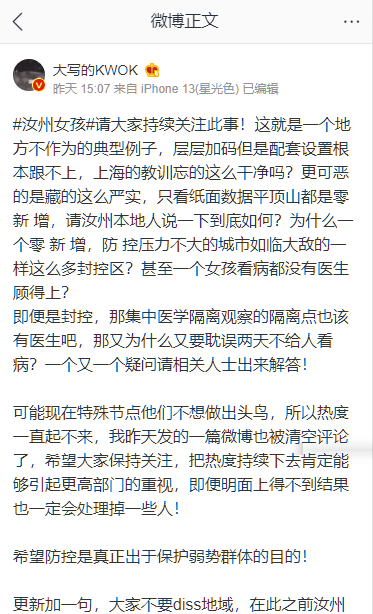 微博正文
大写的KWOK
昨天 15:07 来自 iPhone 13(星光色) 已编辑
#汝州女孩#请大家持续关注此事！这就是一个地
方不作为的典型例子，层层加码但是配套设置根
本跟不上，上海的教训忘的这么干净吗？更可恶
的是藏的这么严实，只看纸面数据平顶山都是零
新 增，请汝州本地人说一下到底如何？为什么一
个零 新 增，防 控压力不大的城市如临大敌的一
样这么多封控区？甚至一个女孩看病都没有医生
顾得上？
即便是封控，那集中医学隔离观察的隔离点也该
有医生吧，那又为什么又要耽误两天不给人看
病？一个又一个疑问请相关人士出来解答！
可能现在特殊节点他们不想做出头鸟，所以热度
一直起不来，我昨天发的一篇微博也被清空评论
了，希望大家保持关注，把热度持续下去肯定能
够引起更高部门的重视，即便明面上得不到结果
也一定会处理掉一些人！
希望防控是真正出于保护弱势群体的目的！
更新加一句，大家不要diss地域，在此之前汝州